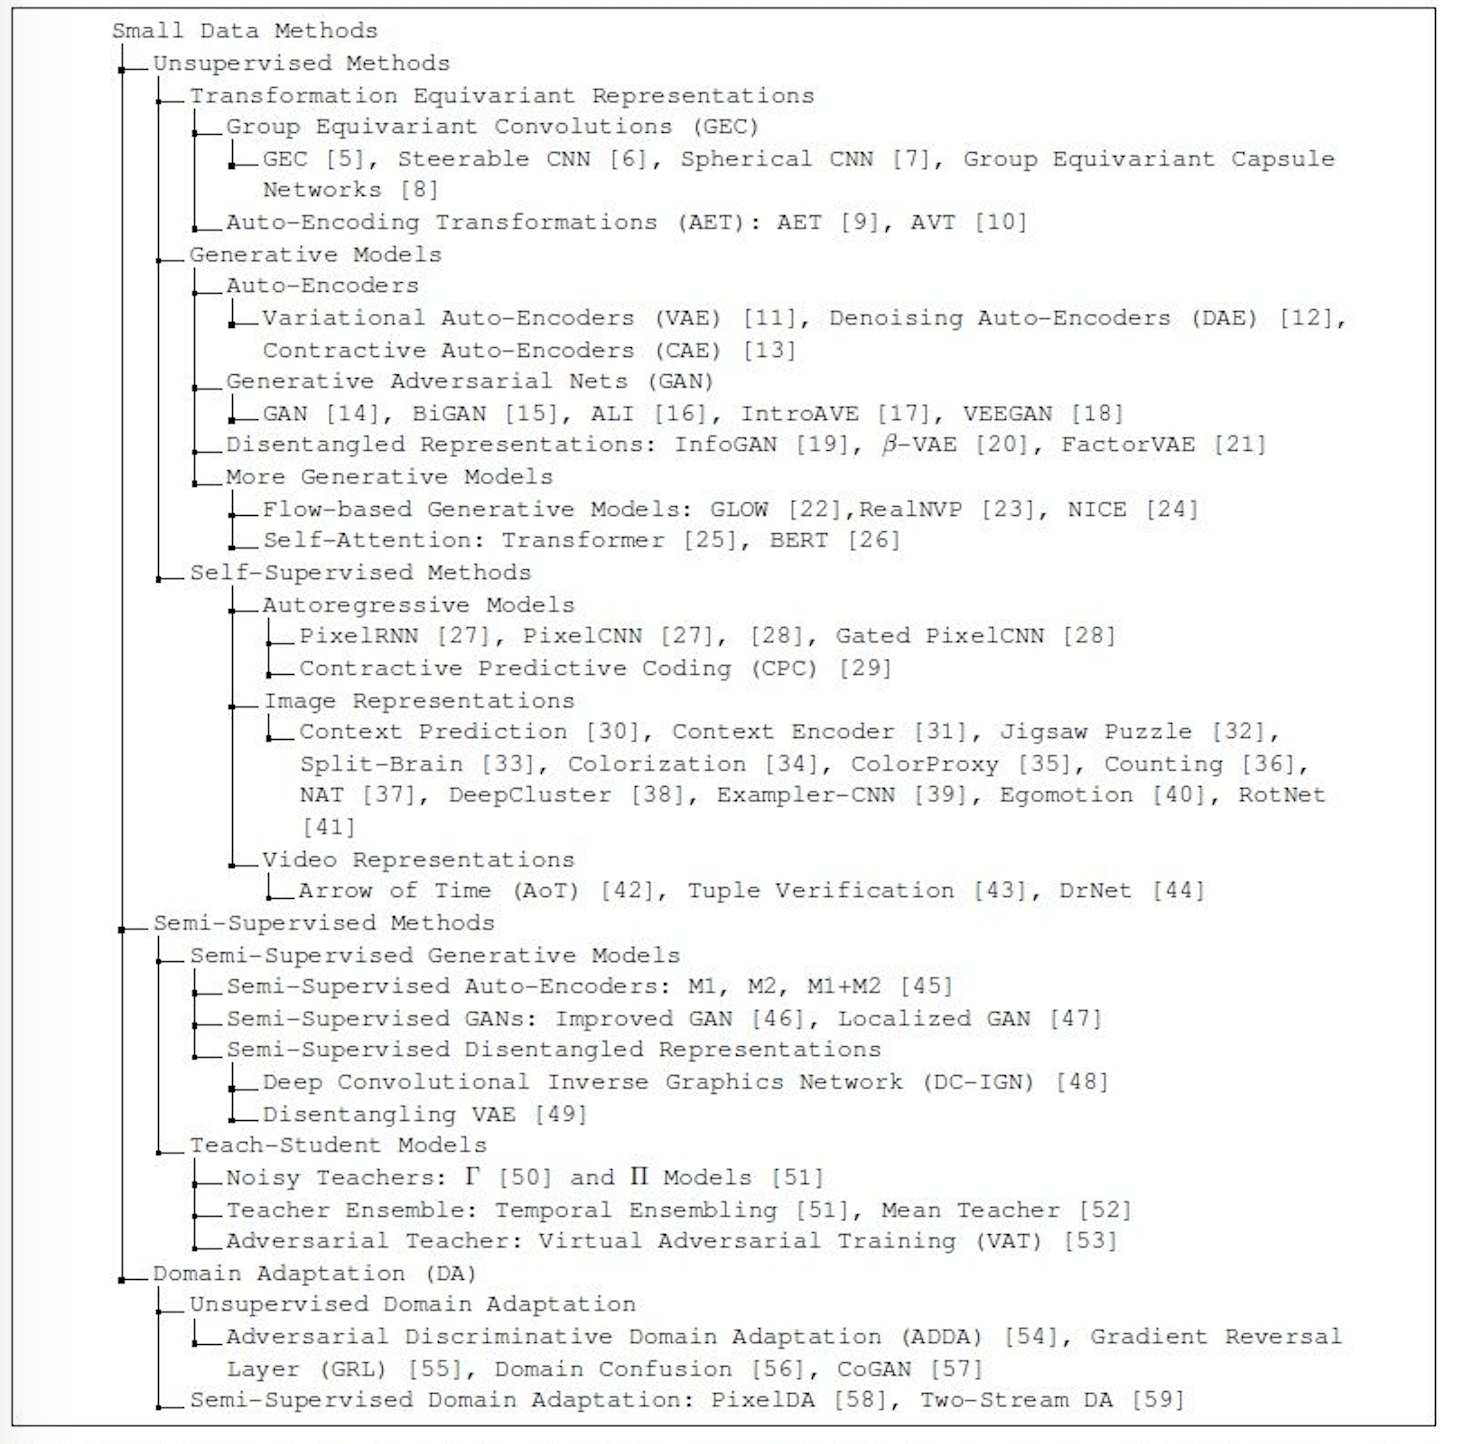 Small Data Methods
Unsupervised Methods
Transformation Equivariant Representations
Group Equivariant Convolutions (GEC)
GEC [5], Steerable CNN [6], Spherical CNN [7], Group Equivariant Capsule
Networks [8]
Auto-Encoding Transformations (AET): AET [9], AVT [10]
Generative Models
Auto-Encoders
Variational Auto-Encoders (VAE) [11], Denoising Auto-Encoders (DAE) [12],
Contractive Auto-Encoders (CAE) [13]
Generative Adversarial Nets (GAN)
GAN [14], BiGAN [15], ALI [16], IntroAVE [17], VEEGAN [18]
Disentangled Representations: InfoGAN [19], β-VAE [20], FactorVAE [21]
More Generative Models
Flow-based Generative Models: GLOW [22],RealNVP [23], NICE [24]
Self-Attention: Transformer [25], BERT [26]
Self-Supervised Methods
Autoregressive Models
PixelRNN [27], PixelCNN [27], [28], Gated PixelCNN [28]
Contractive Predictive Coding (CPC) [29]
Image Representations
Context Prediction [30], Context Encoder [31], Jigsaw Puzzle [32],
Split-Brain [33], Colorization [34], ColorProxy [35], Counting [36],
NAT [37], DeepCluster [38], Exampler-CNN [39], Egomotion [40], RotNet
[41]
Video Representations
Arrow of Time (AoT) [42], Tuple Verification [43], DrNet [44]
Semi-Supervised Methods
Semi-Supervised Generative Models
Semi-Supervised Auto-Encoders: M1, M2, M1+M2 [45]
Semi-Supervised GANs: Improved GAN [46], Localized GAN [47]
Semi-Supervised Disentangled Representations
Deep Convolutional Inverse Graphics Network (DC-IGN) [48]
Disentangling VAE [49]
Teach-Student Models
Noisy Teachers: Γ [50] and Π Models [51]
Teacher Ensemble: Temporal Ensembling [51], Mean Teacher [52]
Adversarial Teacher: Virtual Adversarial Training (VAT) [53]
Domain Adaptation (DA)
Unsupervised Domain Adaptation
Adversarial Discriminative Domain Adaptation (ADDA) [54], Gradient Reversal
Layer (GRL) [55], Domain Confusion [56], CoGAN [57]
Semi-Supervised Domain Adaptation: PixelDA [58], Two-Stream DA [59]